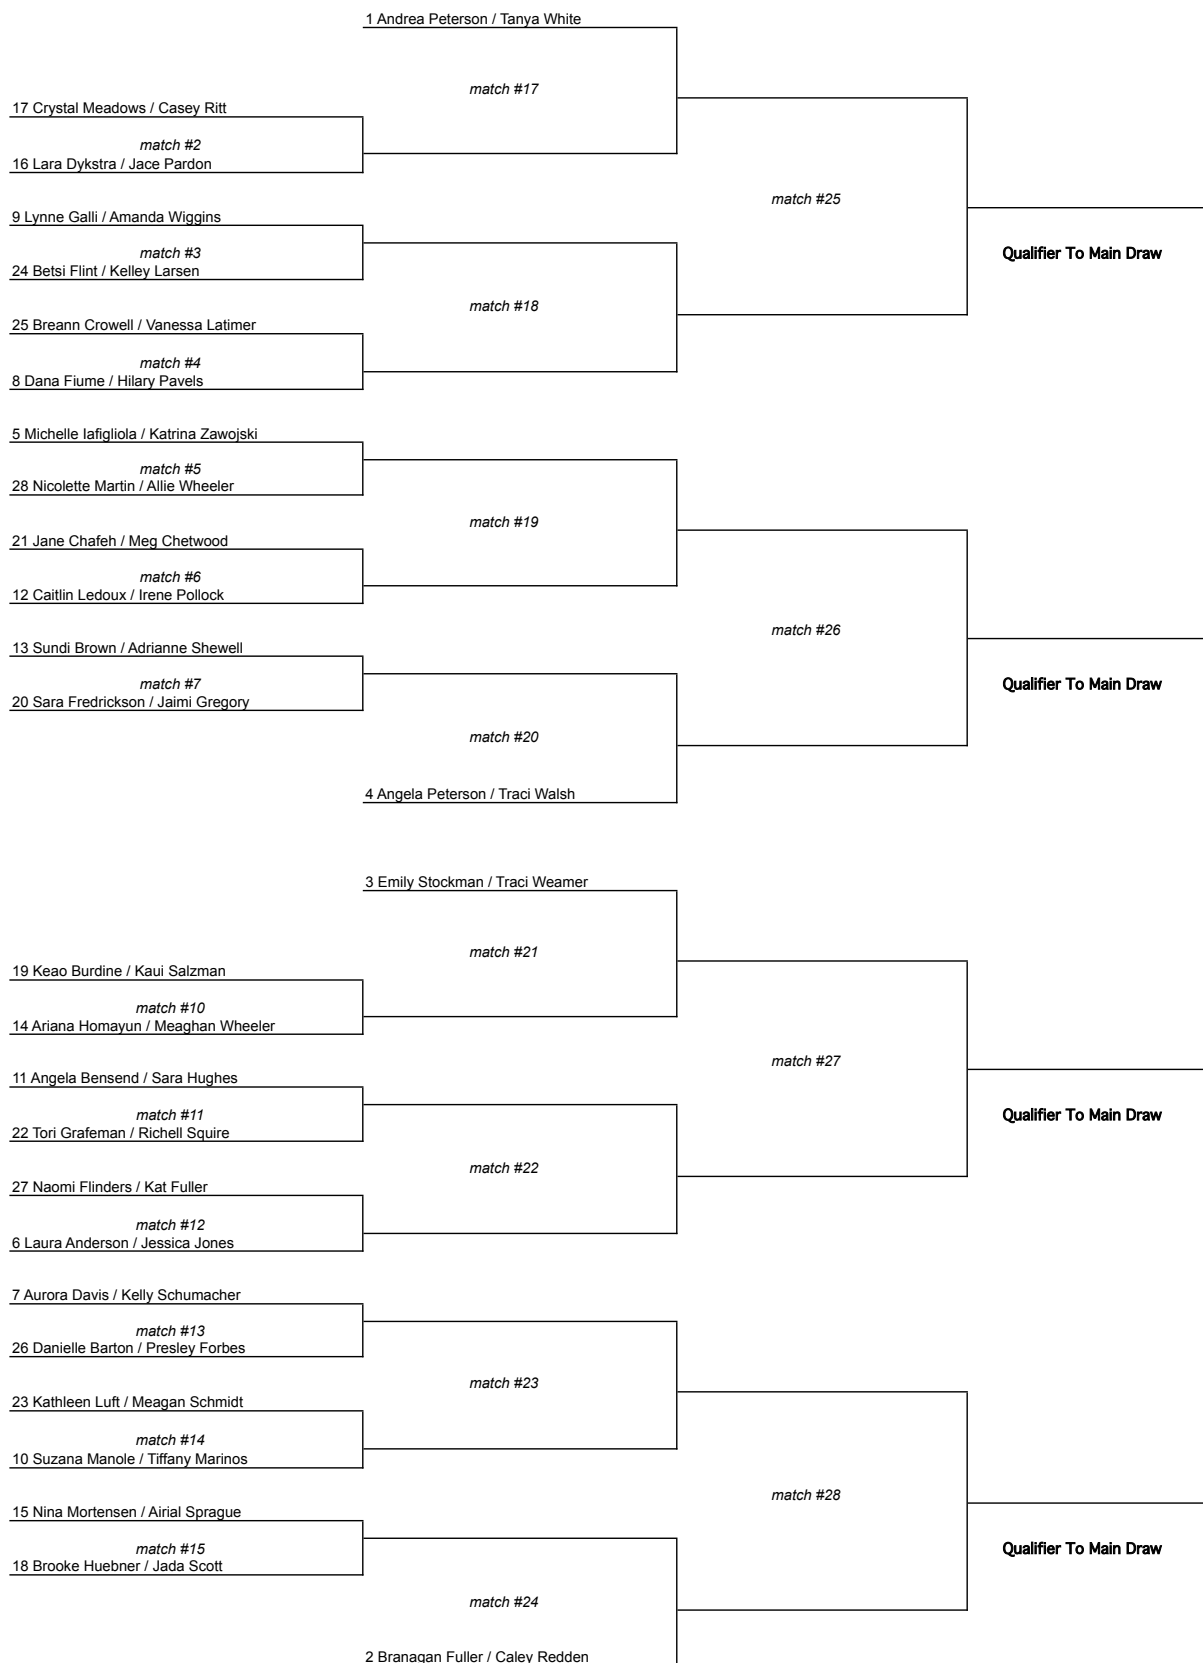 1 Andrea Peterson / Tanya White
match #17
17 Crystal Meadows / Casey Ritt
match #2
16 Lara Dykstra / Jace Pardon
match #25
9 Lynne Galli / Amanda Wiggins
match #3
24 Betsi Flint / Kelley Larsen
Qualifier To Main Draw
match #18
25 Breann Crowell / Vanessa Latimer
match #4
8 Dana Fiume / Hilary Pavels
5 Michelle Iafigliola / Katrina Zawojski
match #5
28 Nicolette Martin / Allie Wheeler
match #19
21 Jane Chafeh / Meg Chetwood
match #6
12 Caitlin Ledoux / Irene Pollock
match #26
13 Sundi Brown / Adrianne Shewell
match #7
Qualifier To Main Draw
20 Sara Fredrickson / Jaimi Gregory
match #20
4 Angela Peterson / Traci Walsh
3 Emily Stockman / Traci Weamer
match #21
19 Keao Burdine / Kaui Salzman
match #10
14 Ariana Homayun / Meaghan Wheeler
match #27
11 Angela Bensend / Sara Hughes
match #11
Qualifier To Main Draw
22 Tori Grafeman / Richell Squire
match #22
27 Naomi Flinders / Kat Fuller
match #12
6 Laura Anderson / Jessica Jones
7 Aurora Davis / Kelly Schumacher
match #13
26 Danielle Barton / Presley Forbes
match #23
23 Kathleen Luft / Meagan Schmidt
match #14
10 Suzana Manole / Tiffany Marinos
match #28
15 Nina Mortensen / Airial Sprague
match #15
Qualifier To Main Draw
18 Brooke Huebner / Jada Scott
match #24
2 Branagan Fuller / Caley Redden